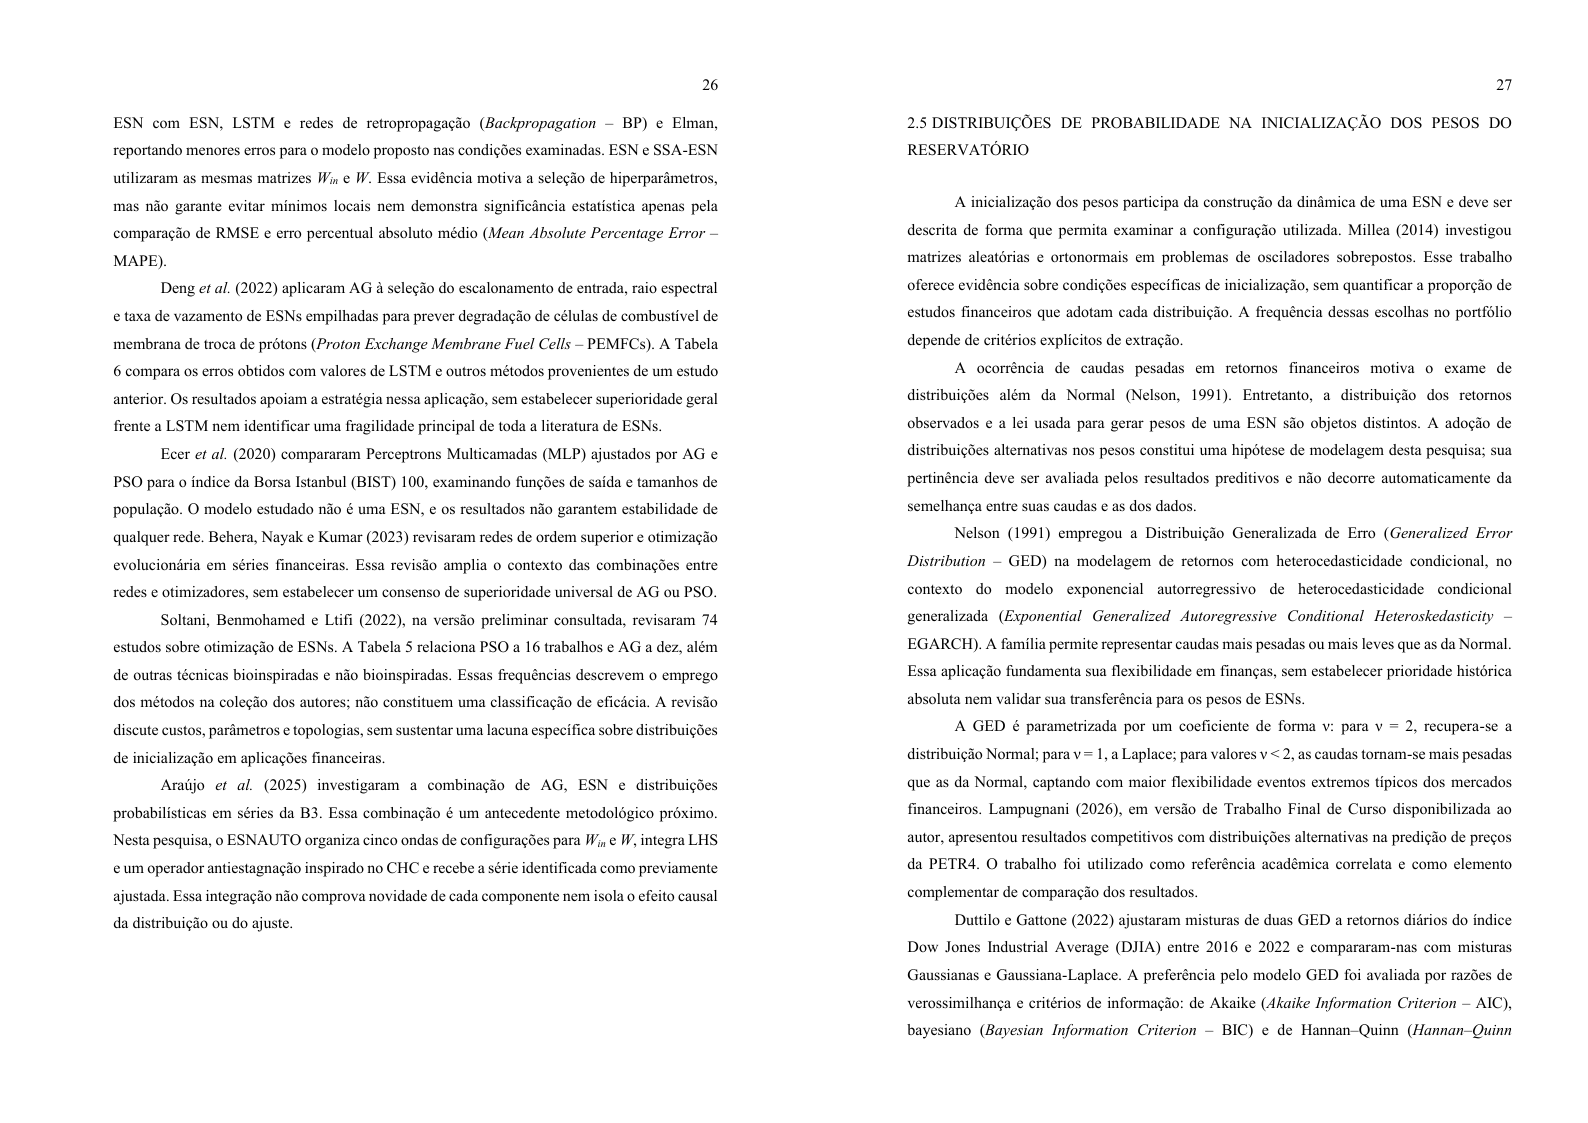 26
ESN com ESN, LSTM e redes de retropropagação (Backpropagation – BP) e Elman,
reportando menores erros para o modelo proposto nas condições examinadas. ESN e SSA-ESN
utilizaram as mesmas matrizes Win e W. Essa evidência motiva a seleção de hiperparâmetros,
mas não garante evitar mínimos locais nem demonstra significância estatística apenas pela
comparação de RMSE e erro percentual absoluto médio (Mean Absolute Percentage Error –
MAPE).
Deng et al. (2022) aplicaram AG à seleção do escalonamento de entrada, raio espectral
e taxa de vazamento de ESNs empilhadas para prever degradação de células de combustível de
membrana de troca de prótons (Proton Exchange Membrane Fuel Cells – PEMFCs). A Tabela
6 compara os erros obtidos com valores de LSTM e outros métodos provenientes de um estudo
anterior. Os resultados apoiam a estratégia nessa aplicação, sem estabelecer superioridade geral
frente a LSTM nem identificar uma fragilidade principal de toda a literatura de ESNs.
Ecer et al. (2020) compararam Perceptrons Multicamadas (MLP) ajustados por AG e
PSO para o índice da Borsa Istanbul (BIST) 100, examinando funções de saída e tamanhos de
população. O modelo estudado não é uma ESN, e os resultados não garantem estabilidade de
qualquer rede. Behera, Nayak e Kumar (2023) revisaram redes de ordem superior e otimização
evolucionária em séries financeiras. Essa revisão amplia o contexto das combinações entre
redes e otimizadores, sem estabelecer um consenso de superioridade universal de AG ou PSO.
Soltani, Benmohamed e Ltifi (2022), na versão preliminar consultada, revisaram 74
estudos sobre otimização de ESNs. A Tabela 5 relaciona PSO a 16 trabalhos e AG a dez, além
de outras técnicas bioinspiradas e não bioinspiradas. Essas frequências descrevem o emprego
dos métodos na coleção dos autores; não constituem uma classificação de eficácia. A revisão
discute custos, parâmetros e topologias, sem sustentar uma lacuna específica sobre distribuições
de inicialização em aplicações financeiras.
Araújo et al. (2025) investigaram a combinação de AG, ESN e distribuições
probabilísticas em séries da B3. Essa combinação é um antecedente metodológico próximo.
Nesta pesquisa, o ESNAUTO organiza cinco ondas de configurações para Win e W, integra LHS
e um operador antiestagnação inspirado no CHC e recebe a série identificada como previamente
ajustada. Essa integração não comprova novidade de cada componente nem isola o efeito causal
da distribuição ou do ajuste.
27
2.5 DISTRIBUIÇÕES DE PROBABILIDADE NA INICIALIZAÇÃO DOS PESOS DO
RESERVATÓRIO
A inicialização dos pesos participa da construção da dinâmica de uma ESN e deve ser
descrita de forma que permita examinar a configuração utilizada. Millea (2014) investigou
matrizes aleatórias e ortonormais em problemas de osciladores sobrepostos. Esse trabalho
oferece evidência sobre condições específicas de inicialização, sem quantificar a proporção de
estudos financeiros que adotam cada distribuição. A frequência dessas escolhas no portfólio
depende de critérios explícitos de extração.
A ocorrência de caudas pesadas em retornos financeiros motiva o exame de
distribuições além da Normal (Nelson, 1991). Entretanto, a distribuição dos retornos
observados e a lei usada para gerar pesos de uma ESN são objetos distintos. A adoção de
distribuições alternativas nos pesos constitui uma hipótese de modelagem desta pesquisa; sua
pertinência deve ser avaliada pelos resultados preditivos e não decorre automaticamente da
semelhança entre suas caudas e as dos dados.
Nelson (1991) empregou a Distribuição Generalizada de Erro (Generalized Error
Distribution – GED) na modelagem de retornos com heterocedasticidade condicional, no
contexto do modelo exponencial autorregressivo de heterocedasticidade condicional
generalizada (Exponential Generalized Autoregressive Conditional Heteroskedasticity –
EGARCH). A família permite representar caudas mais pesadas ou mais leves que as da Normal.
Essa aplicação fundamenta sua flexibilidade em finanças, sem estabelecer prioridade histórica
absoluta nem validar sua transferência para os pesos de ESNs.
A GED é parametrizada por um coeficiente de forma ν: para ν = 2, recupera-se a
distribuição Normal; para ν = 1, a Laplace; para valores ν < 2, as caudas tornam-se mais pesadas
que as da Normal, captando com maior flexibilidade eventos extremos típicos dos mercados
financeiros. Lampugnani (2026), em versão de Trabalho Final de Curso disponibilizada ao
autor, apresentou resultados competitivos com distribuições alternativas na predição de preços
da PETR4. O trabalho foi utilizado como referência acadêmica correlata e como elemento
complementar de comparação dos resultados.
Duttilo e Gattone (2022) ajustaram misturas de duas GED a retornos diários do índice
Dow Jones Industrial Average (DJIA) entre 2016 e 2022 e compararam-nas com misturas
Gaussianas e Gaussiana-Laplace. A preferência pelo modelo GED foi avaliada por razões de
verossimilhança e critérios de informação: de Akaike (Akaike Information Criterion – AIC),
bayesiano (Bayesian Information Criterion – BIC) e de Hannan–Quinn (Hannan–Quinn